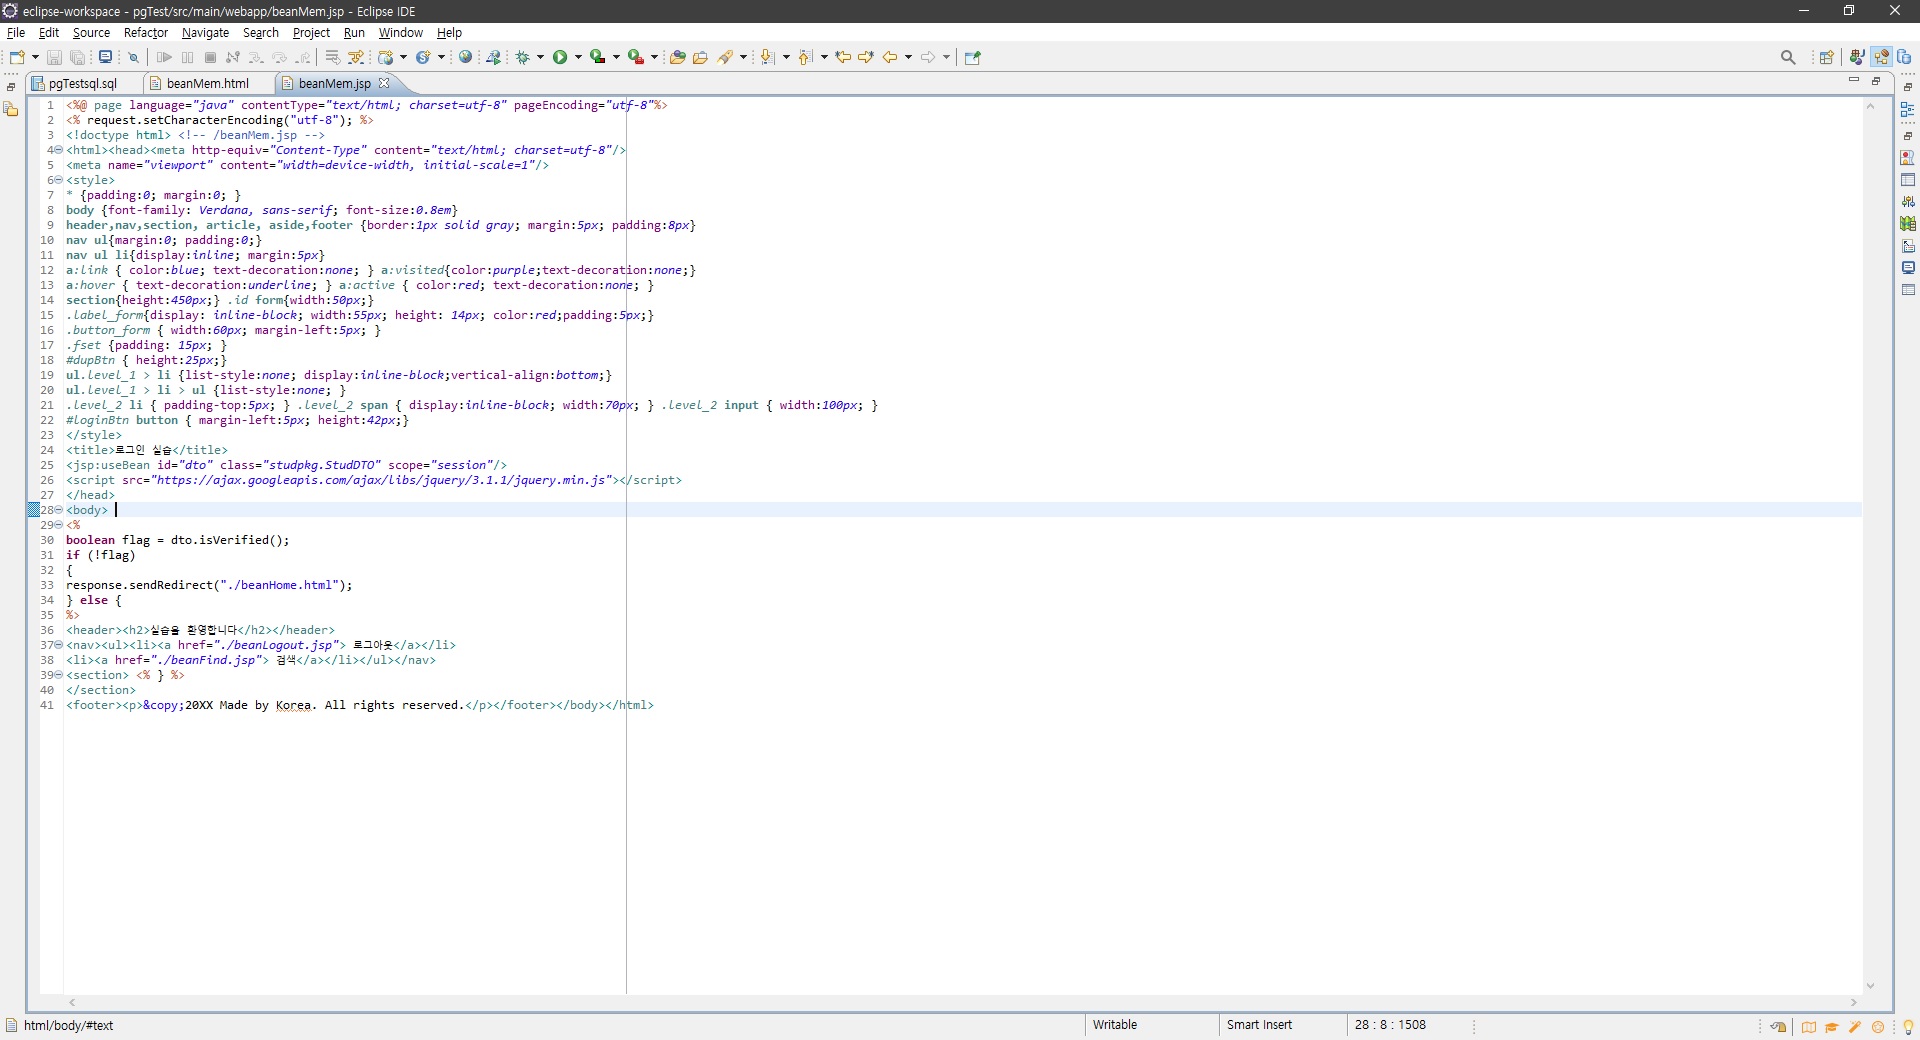 eclipse-workspace - pgTest/src/main/webapp/beanMem.jsp - Eclipse IDE
File Edit Source Refactor Navigate Search Project Run Window Help
pgTestsql.sql beanMem.html beanMem.jsp
1 <%@ page language="java" contentType="text/html; charset=utf-8" pageEncoding="utf-8"%>
2 <% request.setCharacterEncoding("utf-8"); %>
3 <!doctype html> <!-- /beanMem.jsp -->
4 <html><head><meta http-equiv="Content-Type" content="text/html; charset=utf-8"/>
5 <meta name="viewport" content="width=device-width, initial-scale=1"/>
6 <style>
7 * {padding:0; margin:0; }
8 body {font-family: Verdana, sans-serif; font-size:0.8em}
9 header,nav,section, article, aside,footer {border:1px solid gray; margin:5px; padding:8px}
10 nav ul{margin:0; padding:0;}
11 nav ul li{display:inline; margin:5px}
12 a:link { color:blue; text-decoration:none; } a:visited{color:purple;text-decoration:none;}
13 a:hover { text-decoration:underline; } a:active { color:red; text-decoration:none; }
14 section{height:450px;} .id form{width:50px;}
15 .label_form{display: inline-block; width:55px; height: 14px; color:red;padding:5px;}
16 .button_form { width:60px; margin-left:5px; }
17 .fset {padding: 15px; }
18 #dupBtn { height:25px;}
19 ul.level_1 > li {list-style:none; display:inline-block;vertical-align:bottom;}
20 ul.level_1 > li > ul {list-style:none; }
21 .level_2 li { padding-top:5px; } .level_2 span { display:inline-block; width:70px; } .level_2 input { width:100px; }
22 #loginBtn button { margin-left:5px; height:42px;}
23 </style>
24 <title>로그인 실습</title>
25 <jsp:useBean id="dto" class="studpkg.StudDTO" scope="session"/>
26 <script src="https://ajax.googleapis.com/ajax/libs/jquery/3.1.1/jquery.min.js"></script>
27 </head>
28 <body>
29 <%
30 boolean flag = dto.isVerified();
31 if (!flag)
32 {
33 response.sendRedirect("./beanHome.html");
34 } else {
35 %>
36 <header><h2>실습을 환영합니다</h2></header>
37 <nav><ul><li><a href="./beanLogout.jsp"> 로그아웃</a></li>
38 <li><a href="./beanFind.jsp"> 검색</a></li></ul></nav>
39 <section> <% } %>
40 </section>
41 <footer><p>&copy;20XX Made by Korea. All rights reserved.</p></footer></body></html>
html/body/#text Writable Smart Insert 28 : 8 : 1508